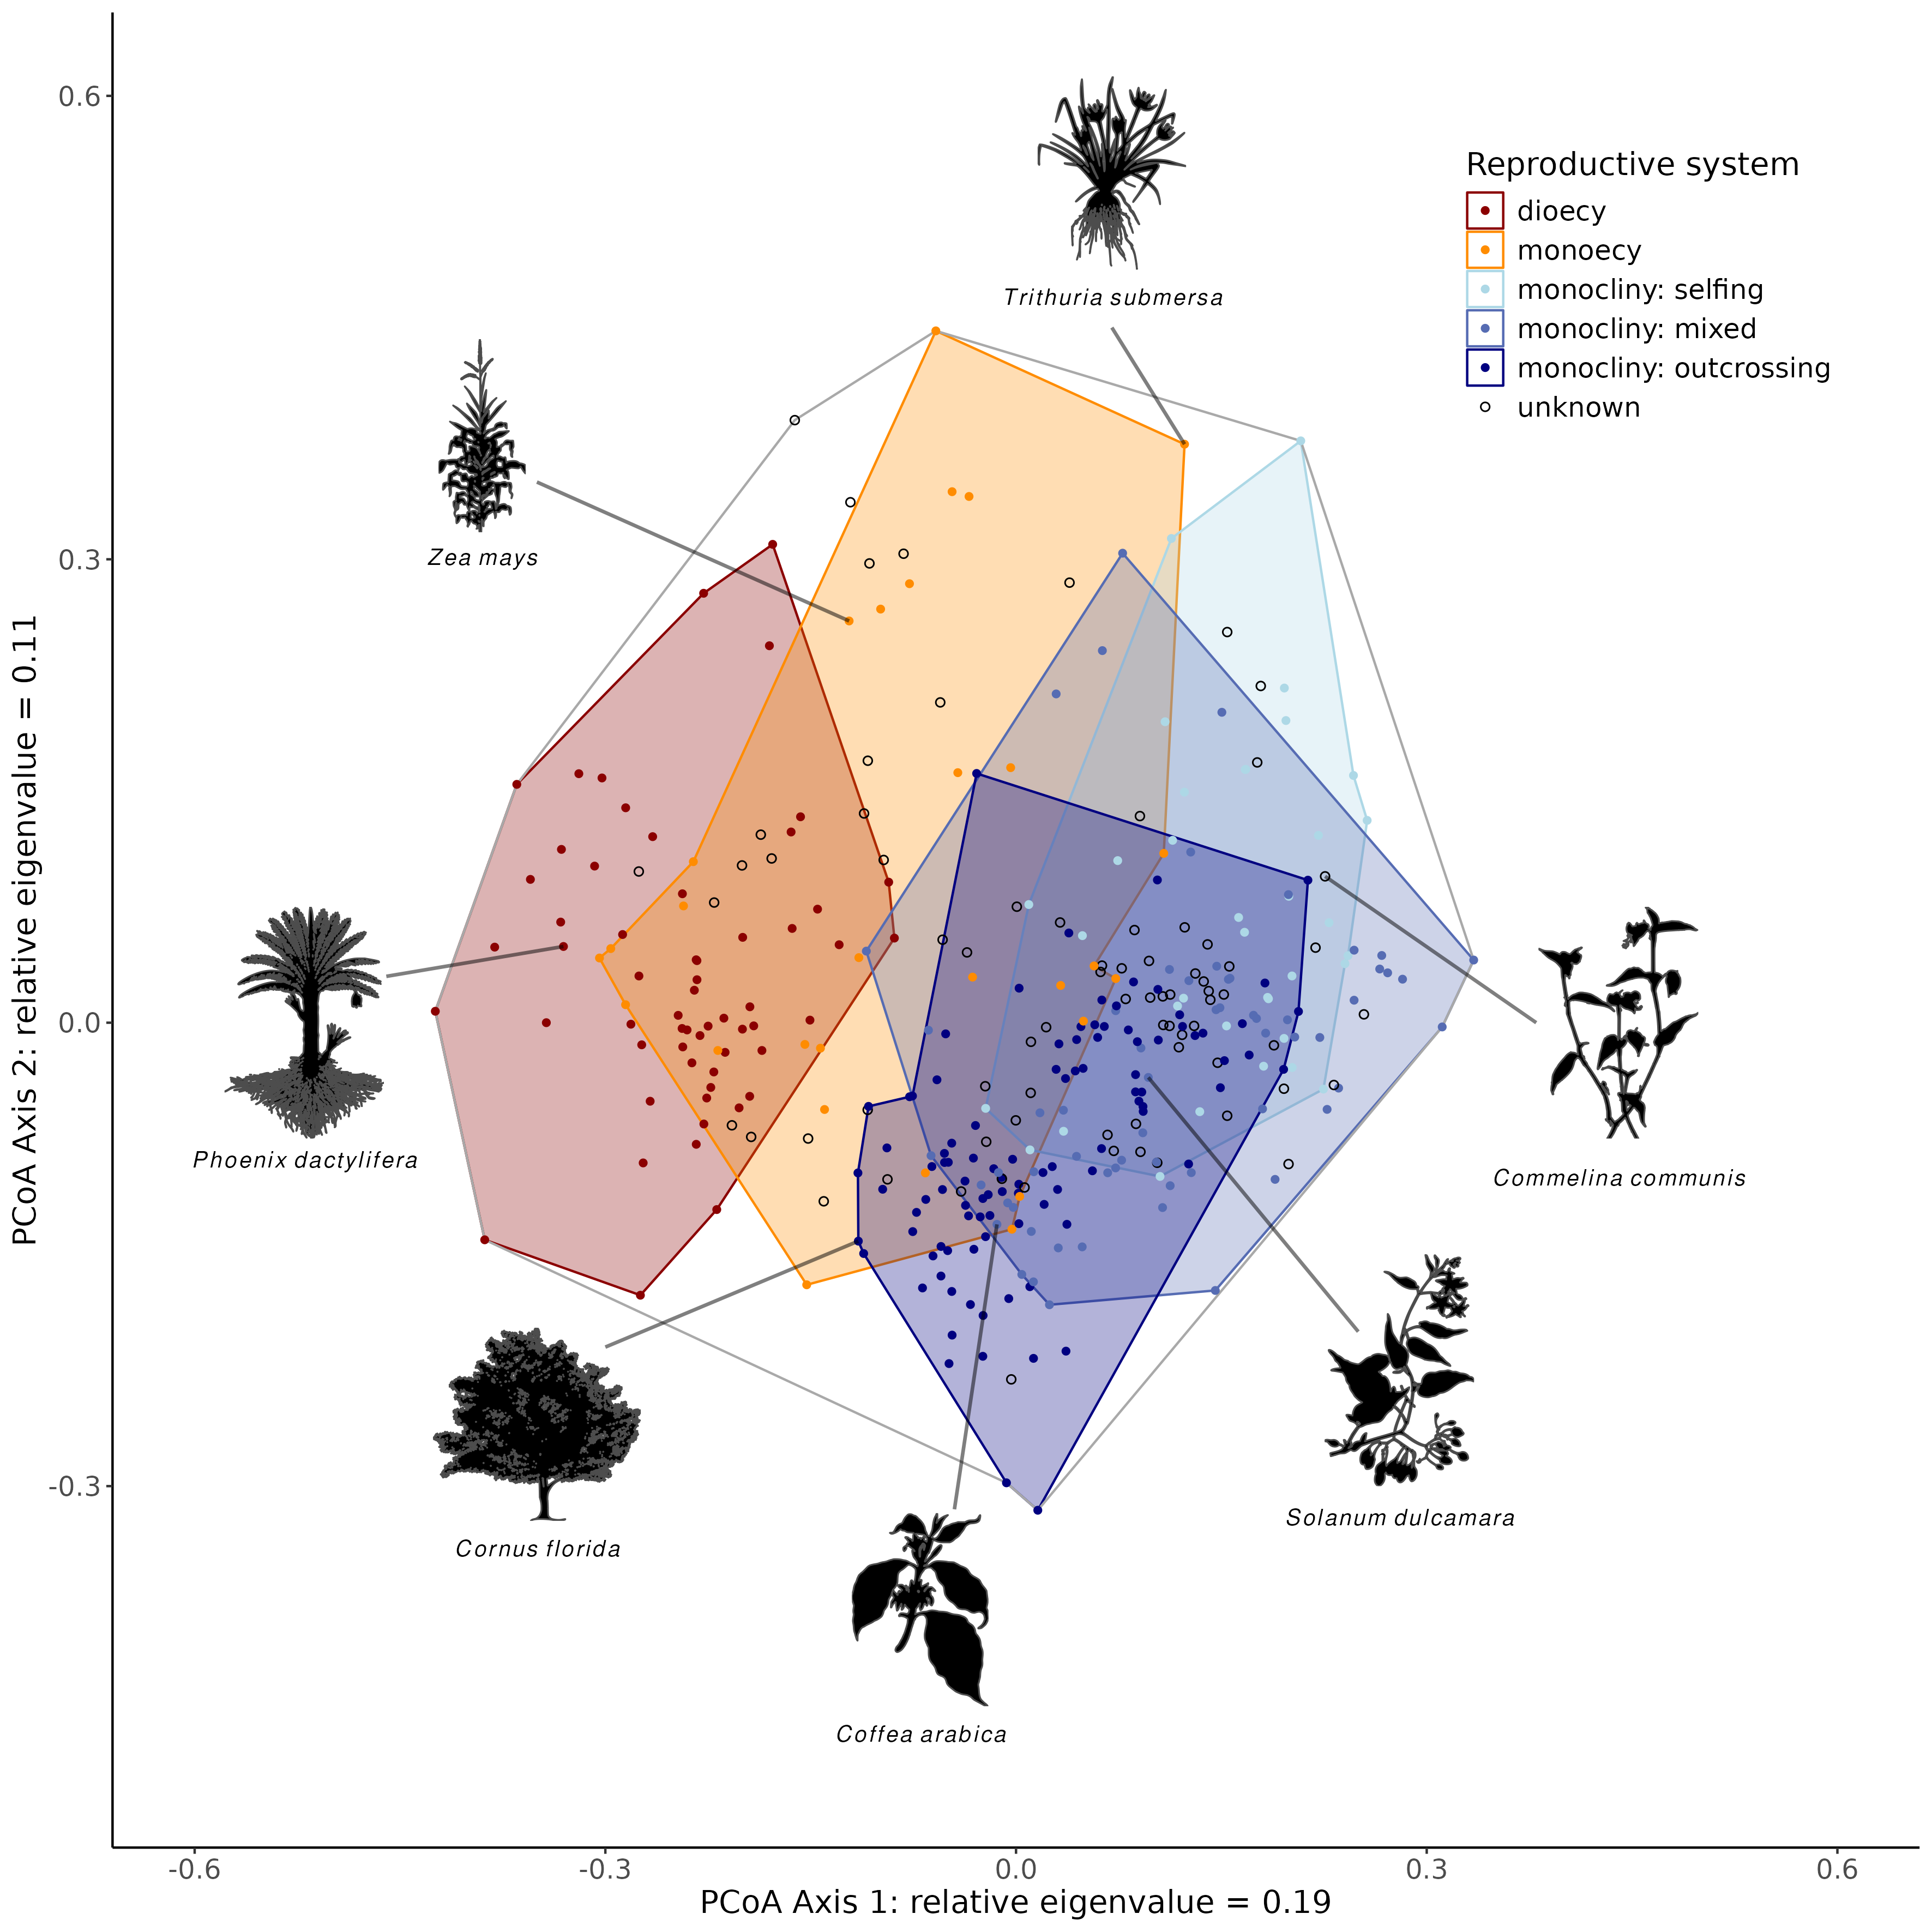 0.6
0.3
0.0
-0.3
PCoA Axis 2: relative eigenvalue = 0.11
Trithuria submersa
Reproductive system
dioecy
monoecy
monocliny: selfing
monocliny: mixed
monocliny: outcrossing
unknown
Zea mays
Phoenix dactylifera
Commelina communis
Solanum dulcamara
Cornus florida
Coffea arabica
-0.6
-0.3
0.0
0.3
0.6
PCoA Axis 1: relative eigenvalue = 0.19